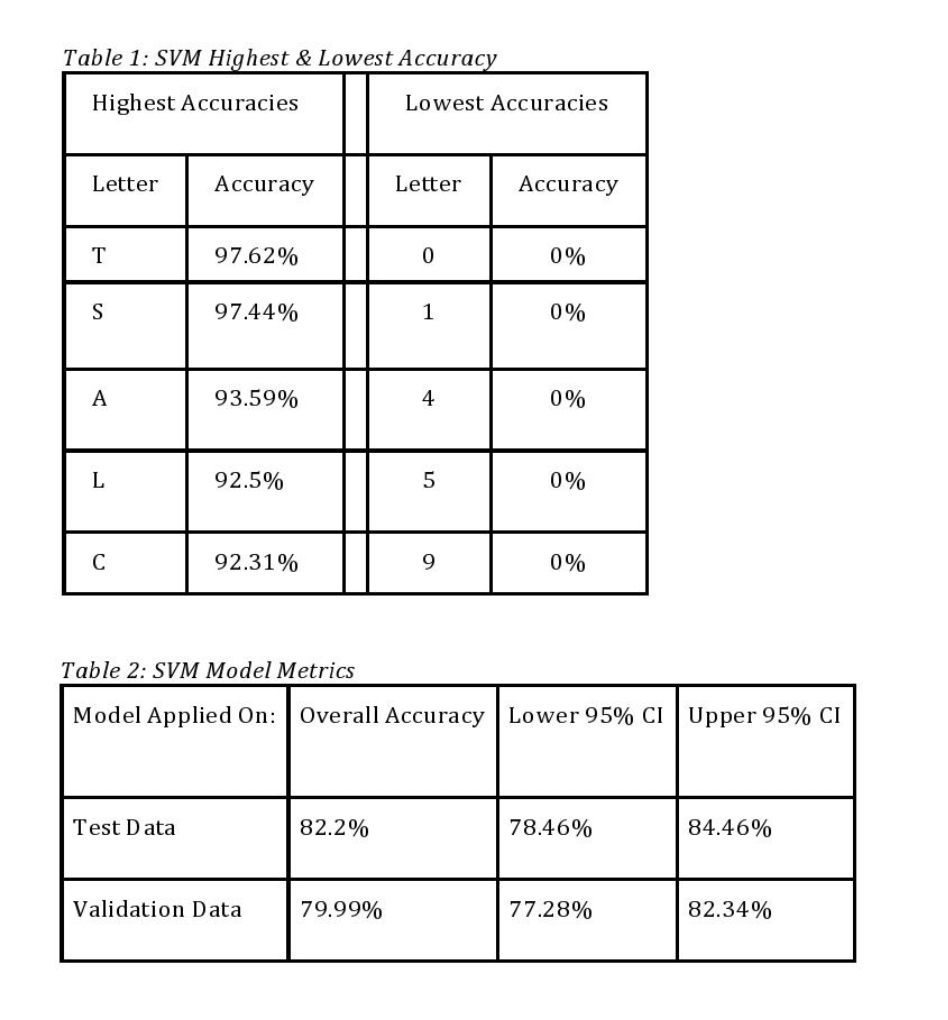 Table 1: SVM Highest & Lowest Accuracy
Highest Accuracies Lowest Accuracies
Letter Accuracy Letter Accuracy
T 97.62% 0 0%
S 97.44% 1 0%
A 93.59% 4 0%
L 92.5% 5 0%
C 92.31% 9 0%
Table 2: SVM Model Metrics
Model Applied On: Overall Accuracy Lower 95% CI Upper 95% CI
Test Data 82.2% 78.46% 84.46%
Validation Data 79.99% 77.28% 82.34%